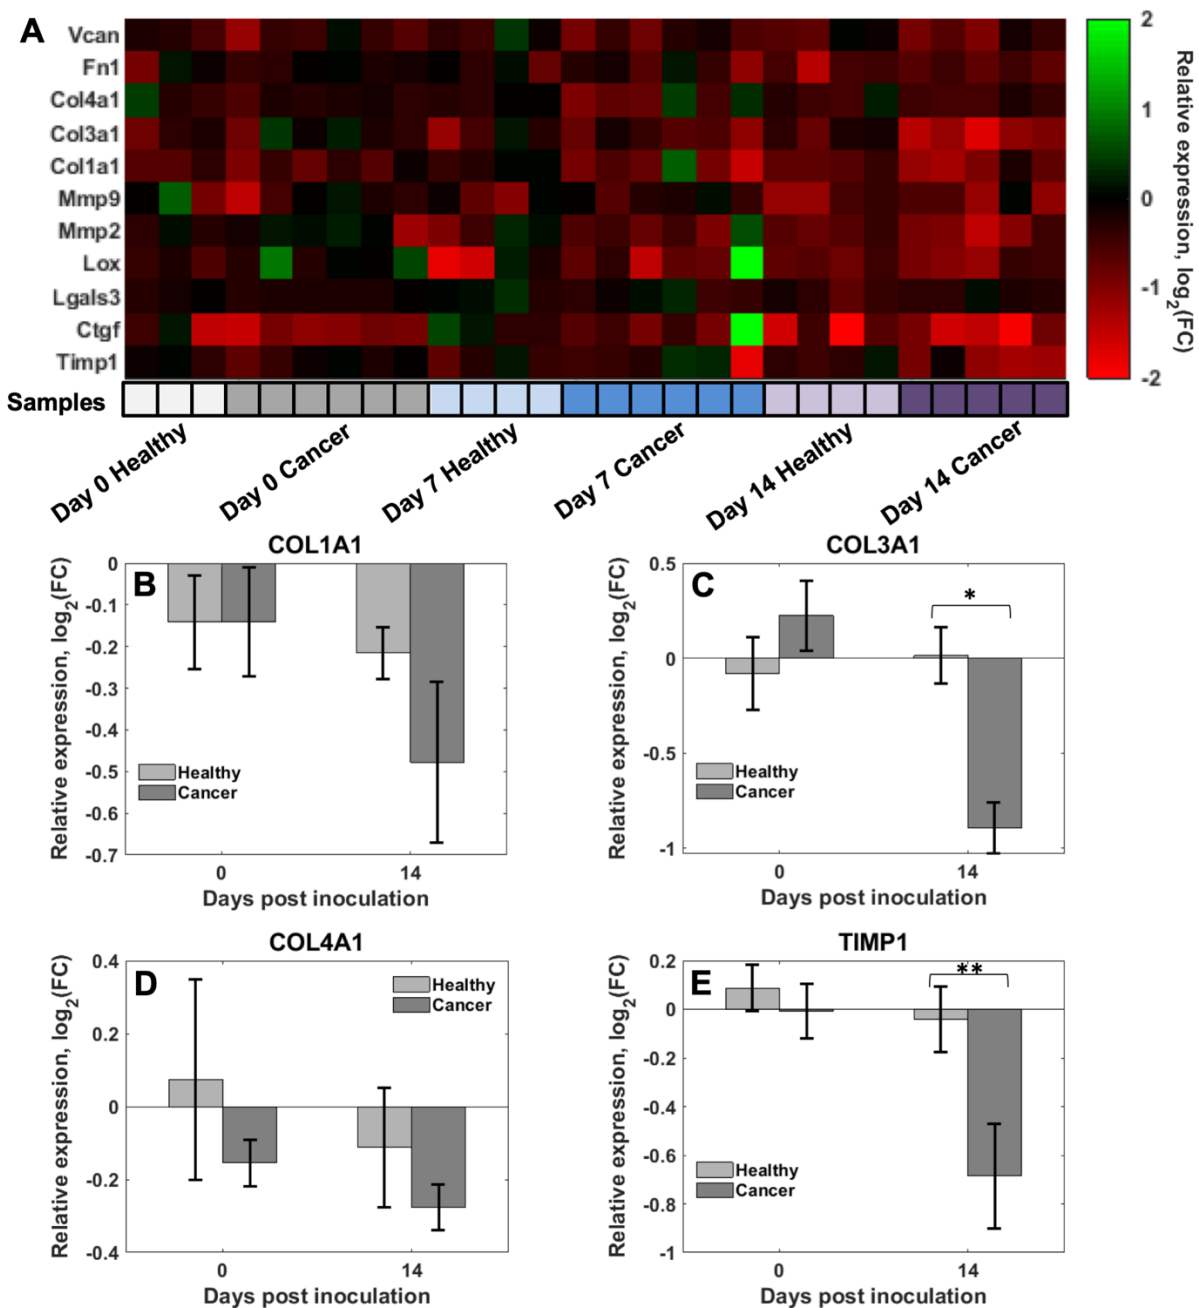 A
Vcan
Fn1
Col4a1
Col3a1
Col1a1
Mmp9
Mmp2
Lox
Lgals3
Ctgf
Timp1
Samples
2
1
0
-1
-2
Relative expression, log2(FC)
Day 0 Healthy
Day 0 Cancer
Day 7 Healthy
Day 7 Cancer
Day 14 Healthy
Day 14 Cancer
COL1A1
B
Relative expression, log2(FC)
0
-0.1
-0.2
-0.3
-0.4
-0.5
-0.6
-0.7
Healthy
Cancer
0
14
Days post inoculation
COL3A1
C
Relative expression, log2(FC)
0.5
0
-0.5
-1
*
Healthy
Cancer
0
14
Days post inoculation
COL4A1
D
Relative expression, log2(FC)
0.4
0.2
0
-0.2
-0.4
Healthy
Cancer
0
14
Days post inoculation
TIMP1
E
Relative expression, log2(FC)
0.2
0
-0.2
-0.4
-0.6
-0.8
-1
**
Healthy
Cancer
0
14
Days post inoculation